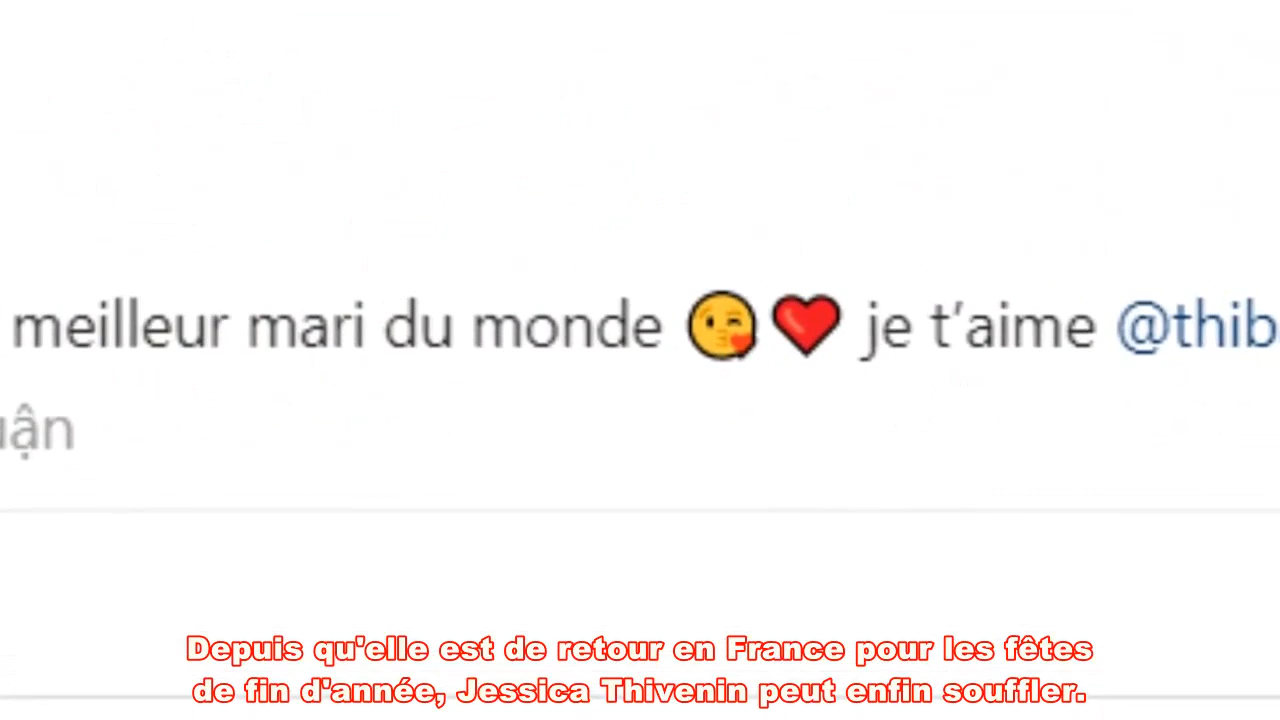 meilleur mari du monde 😘❤️ je t’aime @thib
uận
Depuis qu'elle est de retour en France pour les fêtes
de fin d'année, Jessica Thivenin peut enfin souffler.